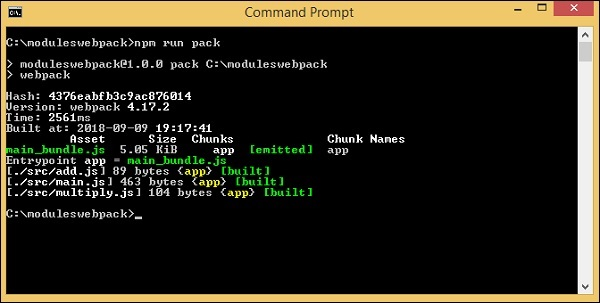 Command Prompt
C:\moduleswebpack>npm run pack
> moduleswebpack@1.0.0 pack C:\moduleswebpack
> webpack
Hash: 4376eabfb3c9ac876014
Version: webpack 4.17.2
Time: 2561ms
Built at: 2018-09-09 19:17:41
Asset Size Chunks Chunk Names
main_bundle.js 5.05 KiB app [emitted] app
Entrypoint app = main_bundle.js
[./src/add.js] 89 bytes {app} [built]
[./src/main.js] 463 bytes {app} [built]
[./src/multiply.js] 104 bytes {app} [built]
C:\moduleswebpack>_